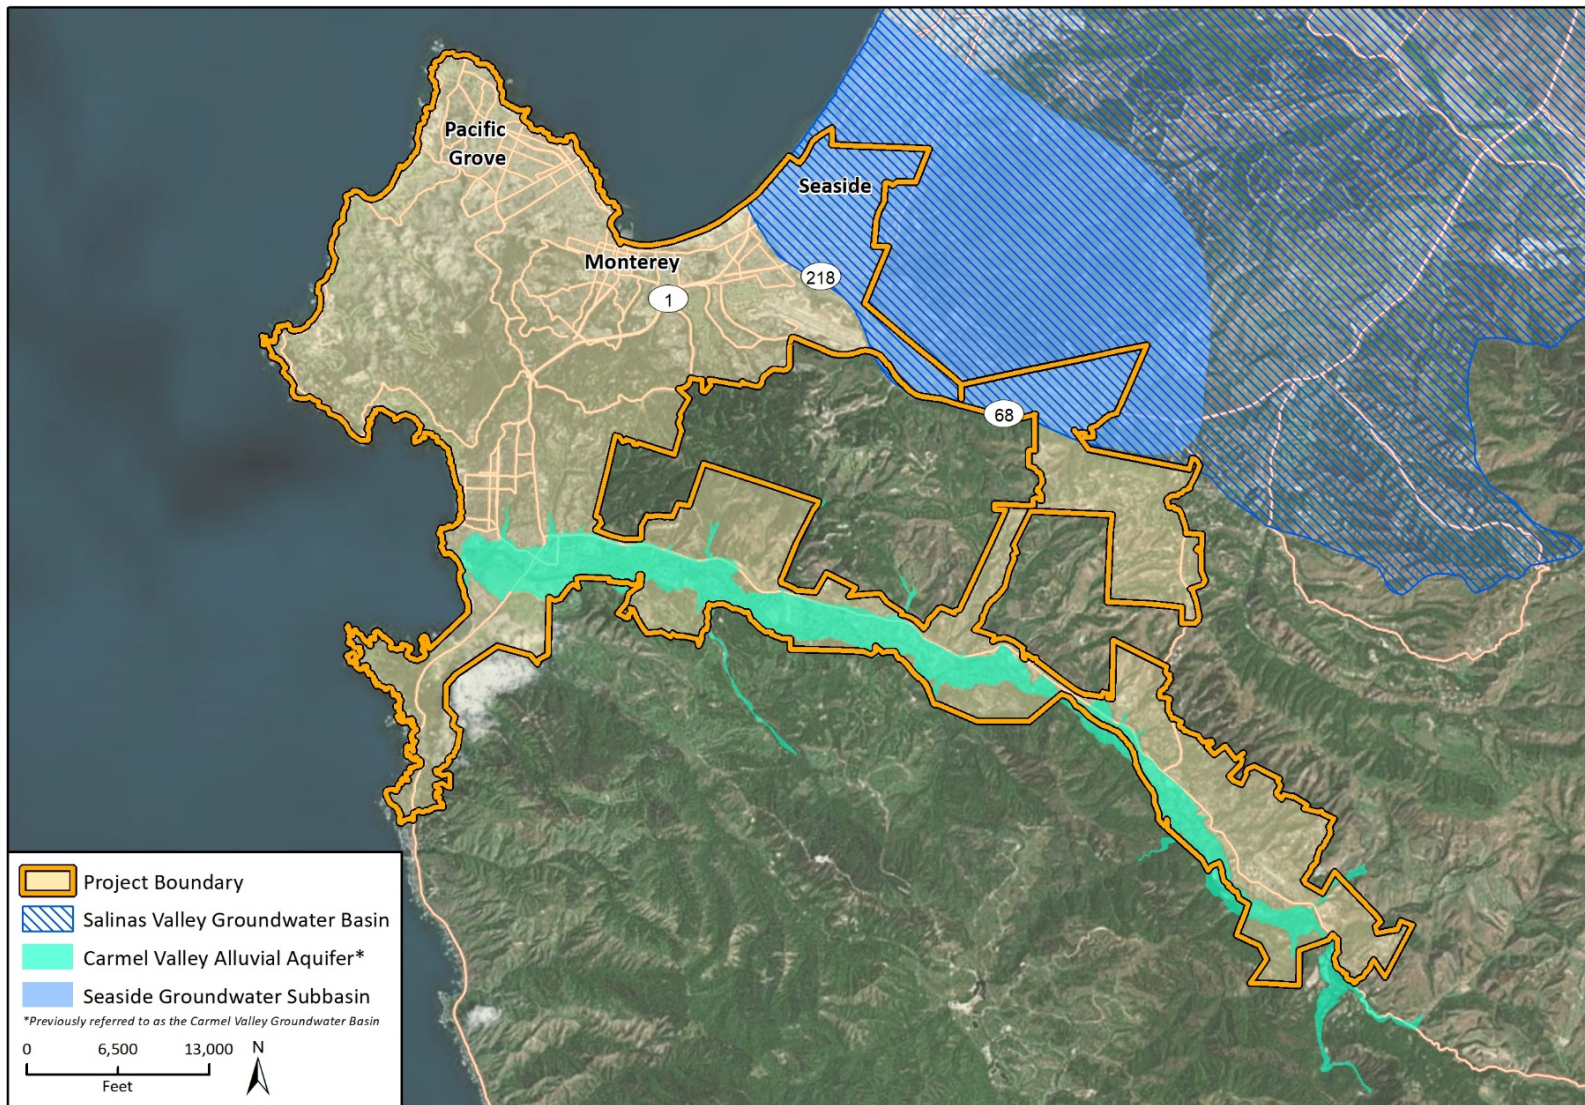 Pacific
Grove
Seaside
Monterey
218
1
68
Project Boundary
Salinas Valley Groundwater Basin
Carmel Valley Alluvial Aquifer*
Seaside Groundwater Subbasin
*Previously referred to as the Carmel Valley Groundwater Basin
0 6,500 13,000
Feet
N